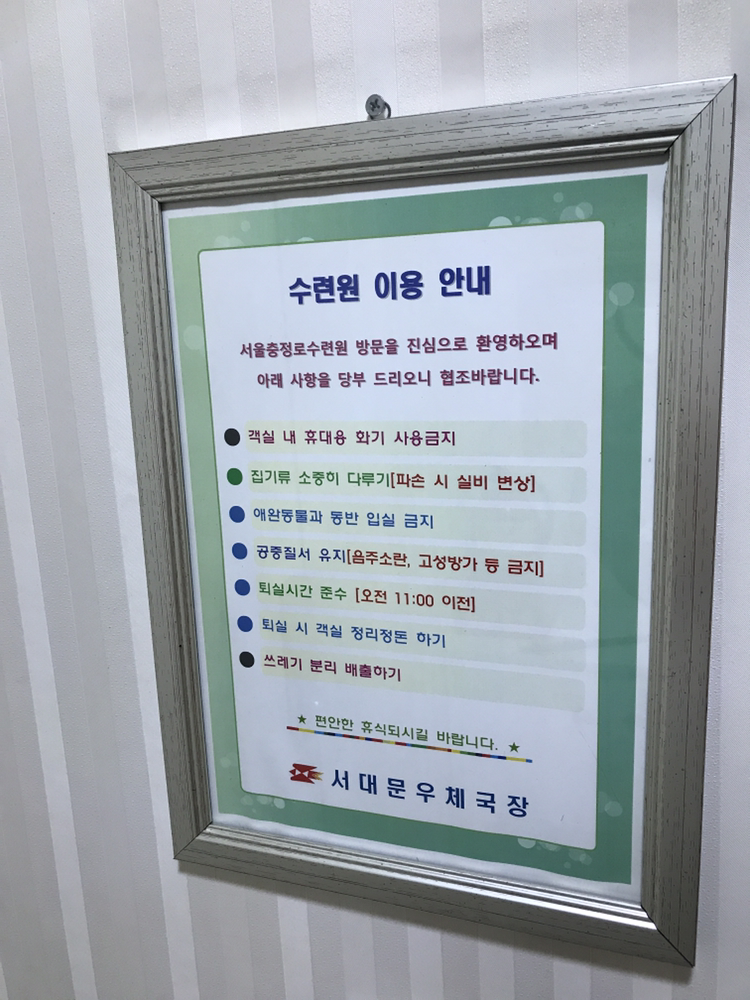 수련원 이용 안내
서울충정로수련원 방문을 진심으로 환영하오며
아래 사항을 당부 드리오니 협조바랍니다.
객실 내 휴대용 화기 사용금지
집기류 소중히 다루기[파손 시 실비 변상]
애완동물과 동반 입실 금지
공중질서 유지[음주소란, 고성방가 등 금지]
퇴실시간 준수 [오전 11:00 이전]
퇴실 시 객실 정리정돈 하기
쓰레기 분리 배출하기
★ 편안한 휴식되시길 바랍니다. ★
서대문우체국장